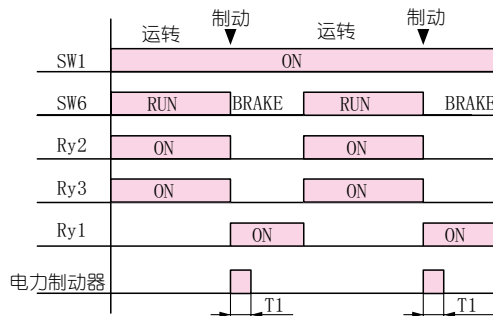 运转 制动 运转 制动
SW1 ON
SW6 RUN BRAKE RUN BRAKE
Ry2 ON ON
Ry3 ON ON
Ry1 ON ON
电力制动器
T1 T1